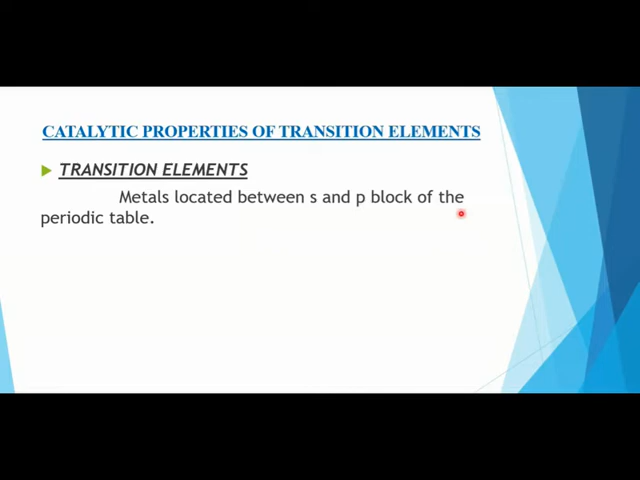 CATALYTIC PROPERTIES OF TRANSITION ELEMENTS
TRANSITION ELEMENTS
Metals located between s and p block of the
periodic table.